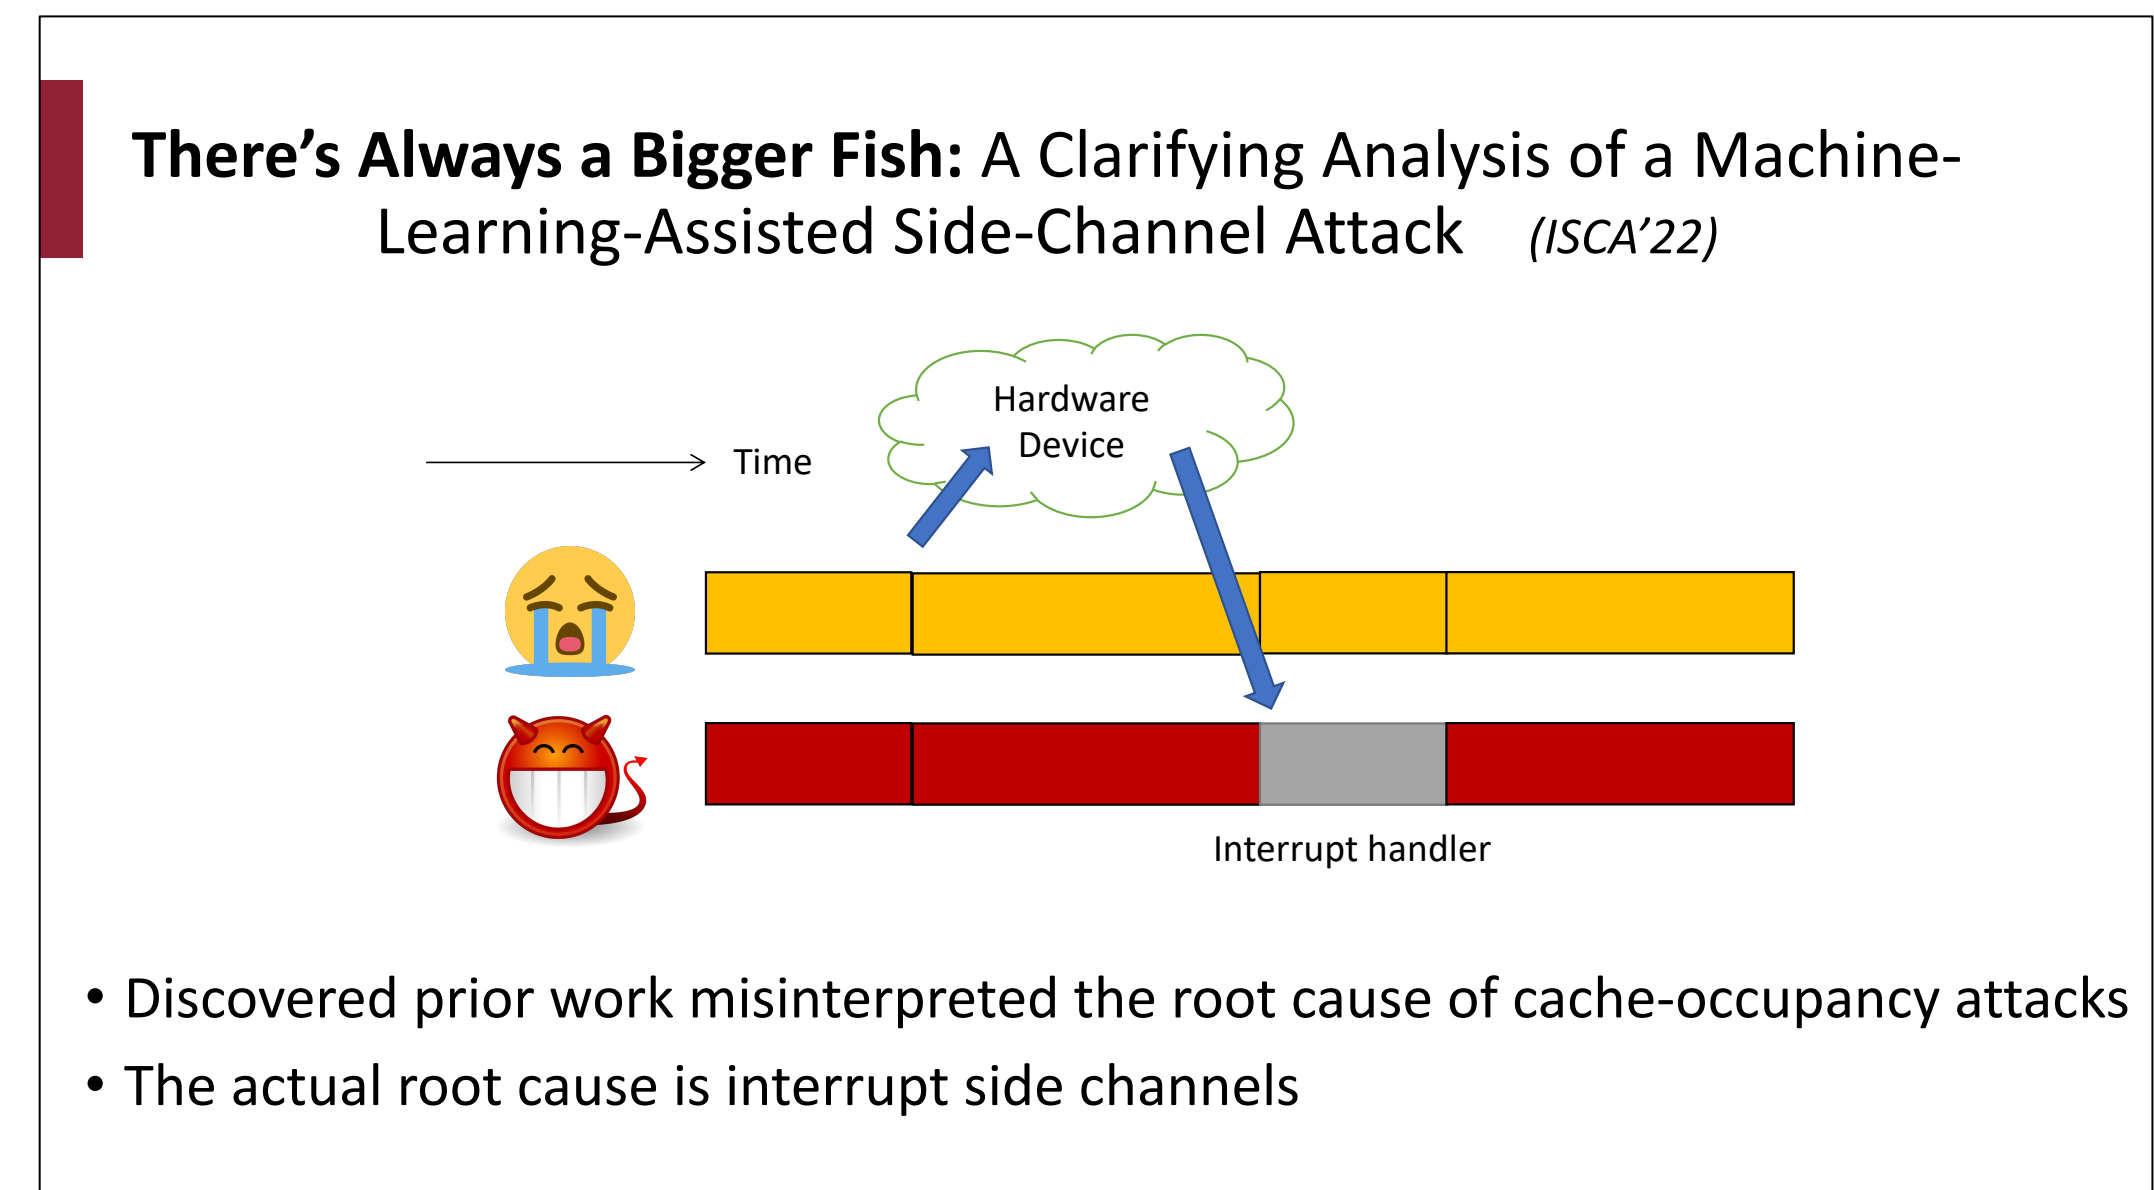 There’s Always a Bigger Fish: A Clarifying Analysis of a Machine-
Learning-Assisted Side-Channel Attack (ISCA’22)
Hardware
Device
Time
Interrupt handler
• Discovered prior work misinterpreted the root cause of cache-occupancy attacks
• The actual root cause is interrupt side channels